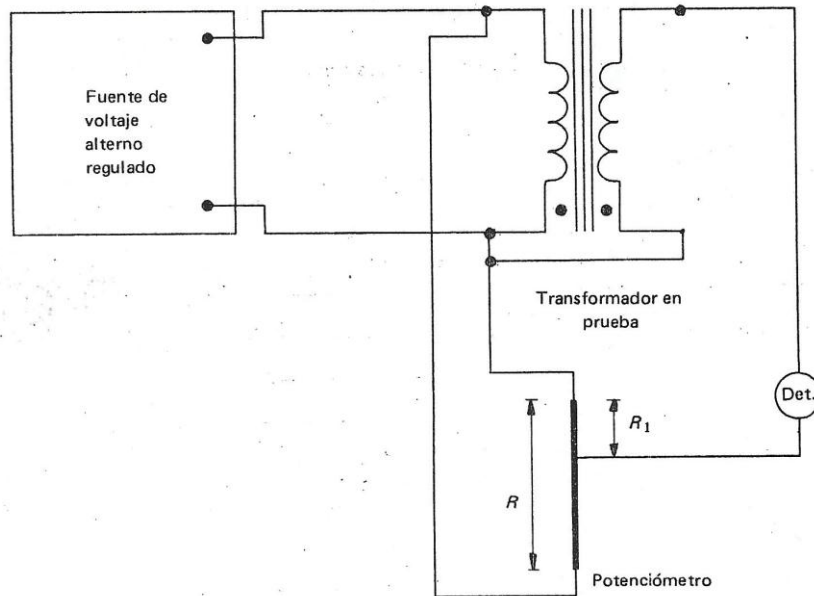 Fuente de
voltaje
alterno
regulado
Transformador en
prueba
Det.
R₁
R
Potenciómetro